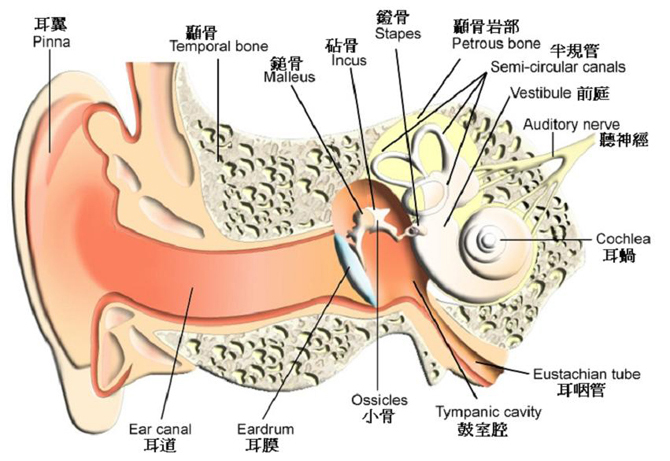 耳翼
Pinna
顳骨
Temporal bone
鎚骨
Malleus
砧骨
Incus
鐙骨
Stapes
顳骨岩部
Petrous bone
半規管
Semi-circular canals
Vestibule 前庭
Auditory nerve
聽神經
Cochlea
耳蝸
Eustachian tube
耳咽管
Tympanic cavity
鼓室腔
Ossicles
小骨
Eardrum
耳膜
Ear canal
耳道